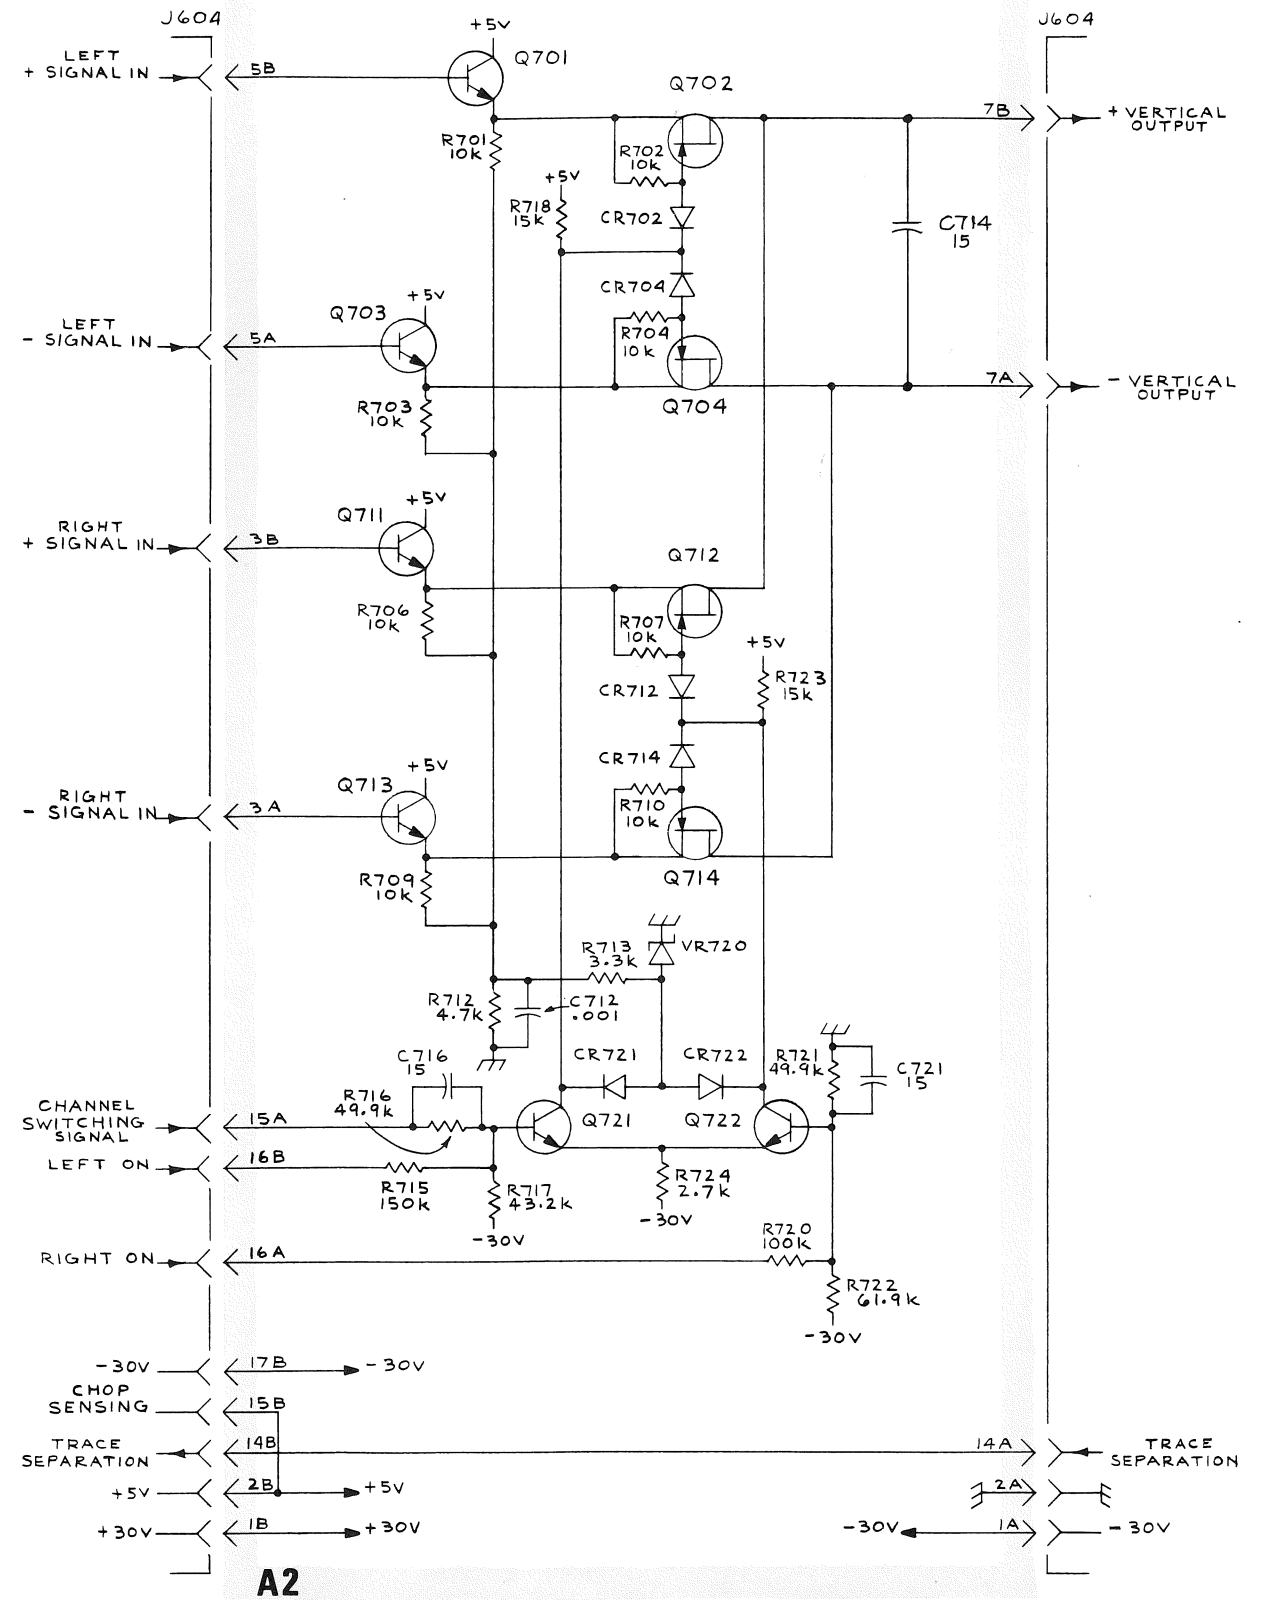 J604
J604
+5V
Q701
LEFT
+ SIGNAL IN
5B
Q702
7B
+ VERTICAL
OUTPUT
R701
10K
R702
10K
+5V
R718
15K
CR702
C714
15
CR704
+5V
Q703
LEFT
- SIGNAL IN
5A
R704
10K
7A
- VERTICAL
OUTPUT
R703
10K
Q704
+5V
Q711
RIGHT
+ SIGNAL IN
3B
Q712
R706
10K
R707
10K
+5V
R723
15K
CR712
CR714
+5V
Q713
RIGHT
- SIGNAL IN
3A
R710
10K
R709
10K
Q714
R713
3.3K
VR720
R712
4.7K
C712
.001
C716
15
CR721
CR722
R721
49.9K
C721
15
R716
49.9K
CHANNEL
SWITCHING
SIGNAL
15A
Q721
Q722
LEFT ON
16B
R715
150K
R717
43.2K
R724
2.7K
-30V
-30V
R720
100K
RIGHT ON
16A
R722
61.9K
-30V
-30V
17B
-30V
CHOP
SENSING
15B
TRACE
SEPARATION
14B
14A
TRACE
SEPARATION
+5V
2B
+5V
2A
+30V
1B
+30V
-30V
1A
-30V
A2